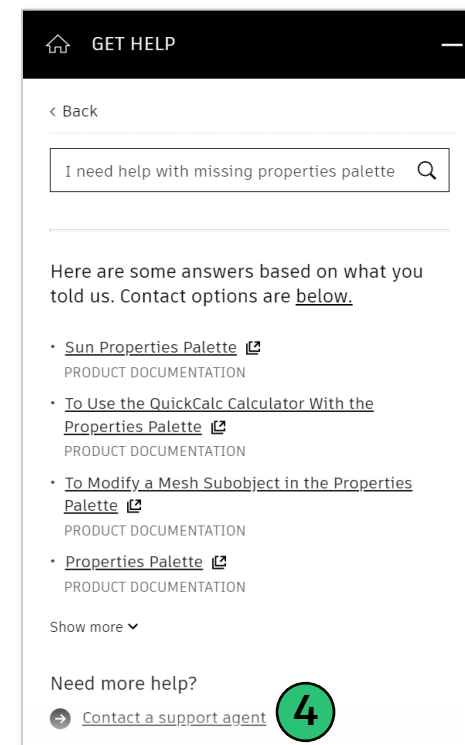 GET HELP
< Back
I need help with missing properties palette
Here are some answers based on what you
told us. Contact options are below.
• Sun Properties Palette
PRODUCT DOCUMENTATION
• To Use the QuickCalc Calculator With the
Properties Palette
PRODUCT DOCUMENTATION
• To Modify a Mesh Subobject in the Properties
Palette
PRODUCT DOCUMENTATION
• Properties Palette
PRODUCT DOCUMENTATION
Show more
Need more help?
Contact a support agent 4